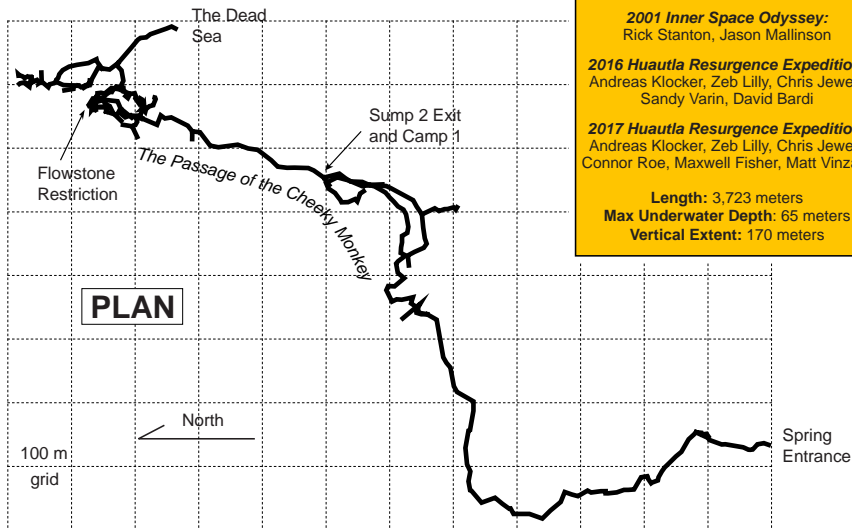 The Dead
Sea
Sump 2 Exit
and Camp 1
Flowstone
Restriction
The Passage of the Cheeky Monkey
PLAN
North
100 m
grid
Spring
Entrance
2001 Inner Space Odyssey:
Rick Stanton, Jason Mallinson
2016 Huautla Resurgence Expeditio
Andreas Klocker, Zeb Lilly, Chris Jewe
Sandy Varin, David Bardi
2017 Huautla Resurgence Expeditio
Andreas Klocker, Zeb Lilly, Chris Jewe
Connor Roe, Maxwell Fisher, Matt Vinza
Length: 3,723 meters
Max Underwater Depth: 65 meters
Vertical Extent: 170 meters